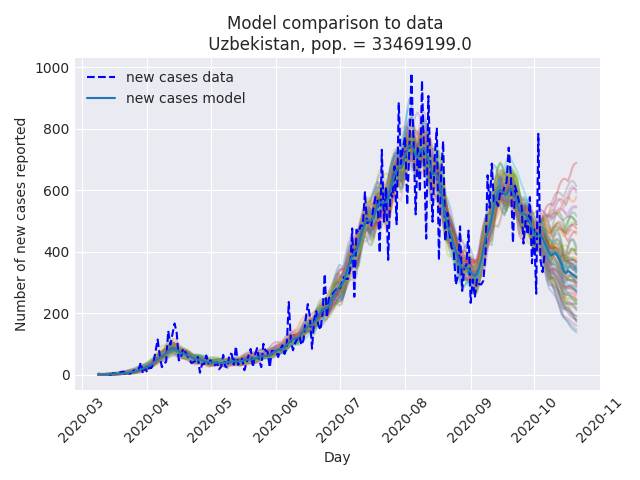 Model comparison to data
Uzbekistan, pop. = 33469199.0
new cases data
new cases model
Number of new cases reported
1000
800
600
400
200
0
2020-03
2020-04
2020-05
2020-06
2020-07
2020-08
2020-09
2020-10
2020-11
Day